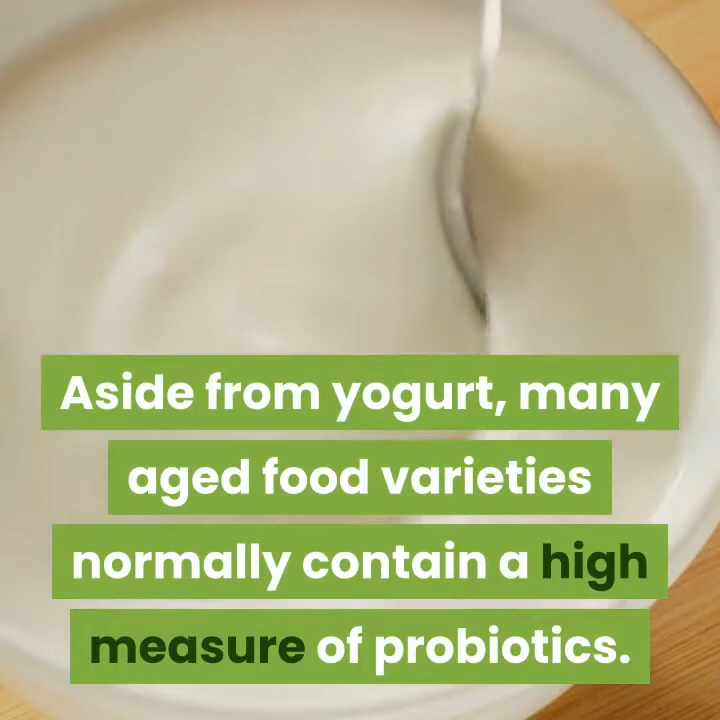 Aside from yogurt, many
aged food varieties
normally contain a high
measure of probiotics.